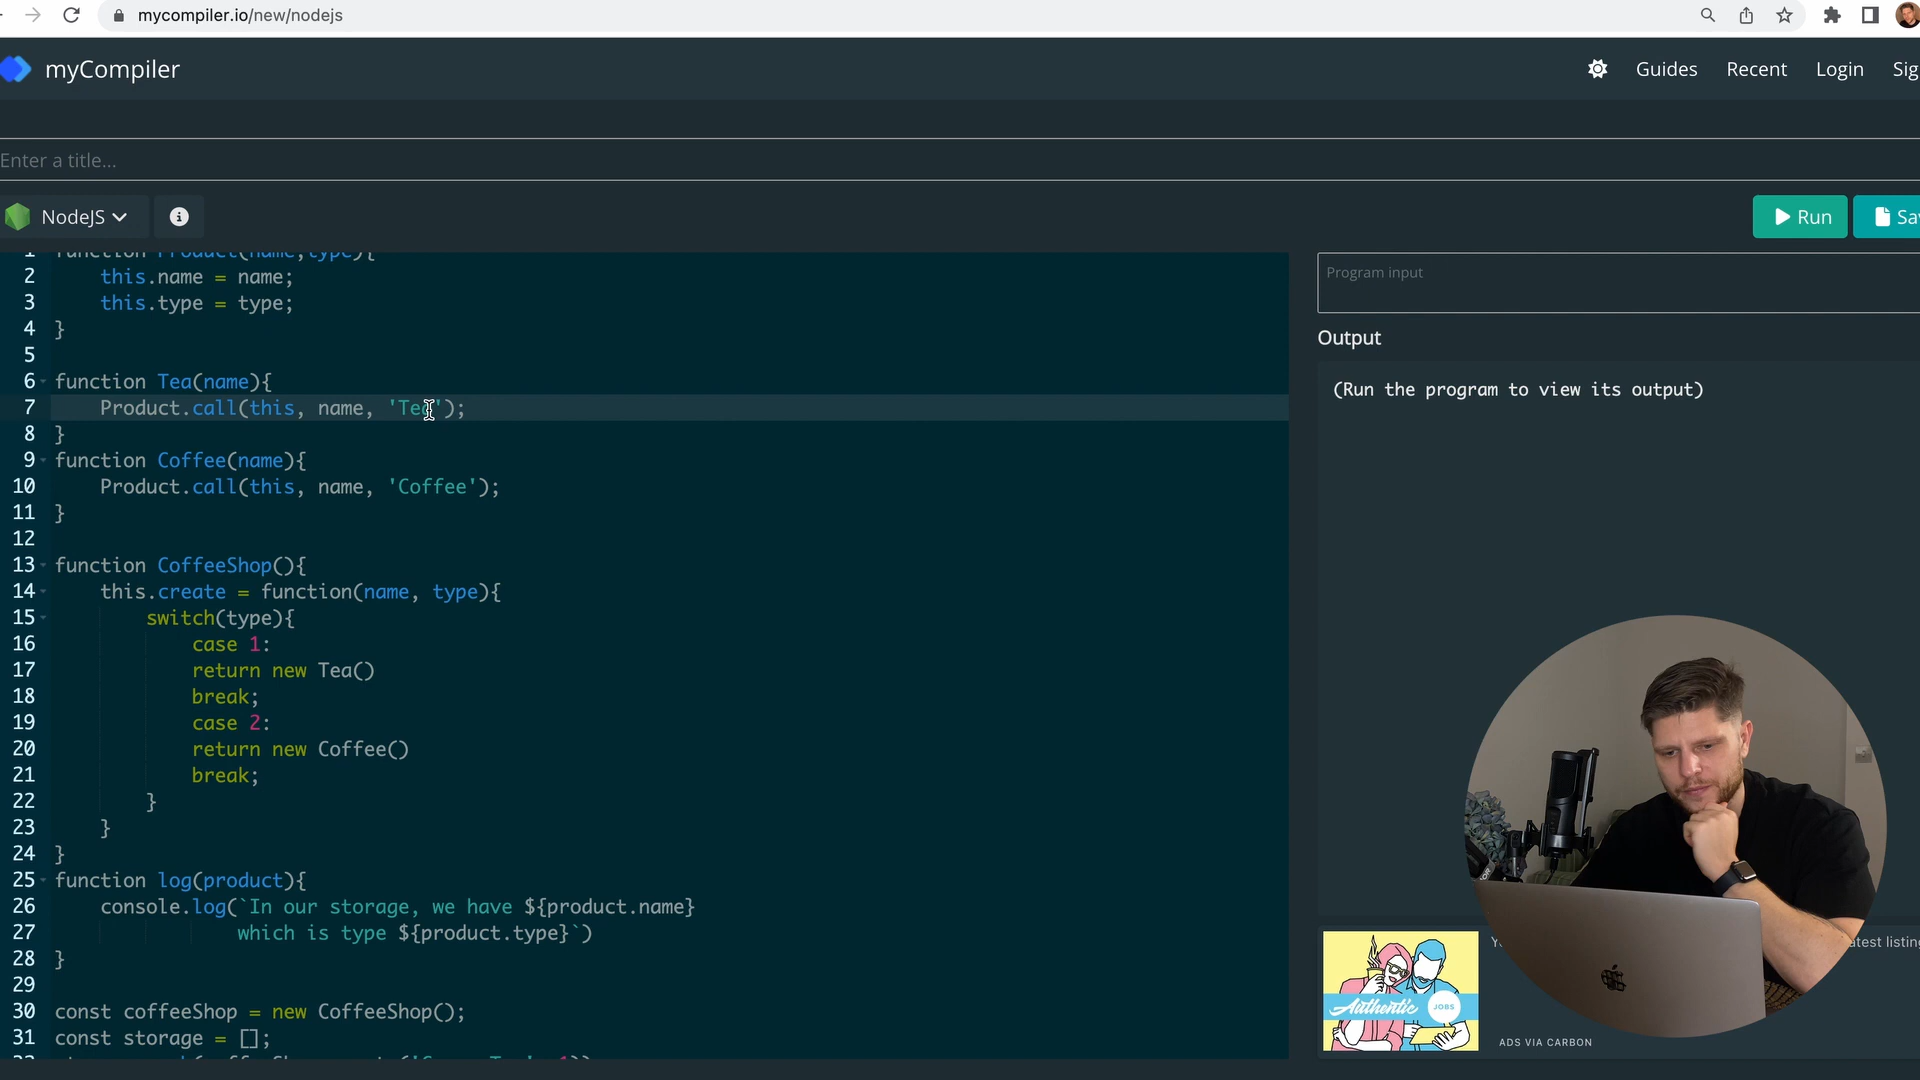 mycompiler.io/new/nodejs
myCompiler
Guides
Recent
Login
Sig
Enter a title...
NodeJS
Run
Sav
1 function Product(name,type){
2 this.name = name;
3 this.type = type;
4 }
5
6 function Tea(name){
7 Product.call(this, name, 'Tea');
8 }
9 function Coffee(name){
10 Product.call(this, name, 'Coffee');
11 }
12
13 function CoffeeShop(){
14 this.create = function(name, type){
15 switch(type){
16 case 1:
17 return new Tea()
18 break;
19 case 2:
20 return new Coffee()
21 break;
22 }
23 }
24 }
25 function log(product){
26 console.log(`In our storage, we have ${product.name}
27 which is type ${product.type}`)
28 }
29
30 const coffeeShop = new CoffeeShop();
31 const storage = [];
Program input
Output
(Run the program to view its output)
Authentic
JOBS
atest listing
ADS VIA CARBON